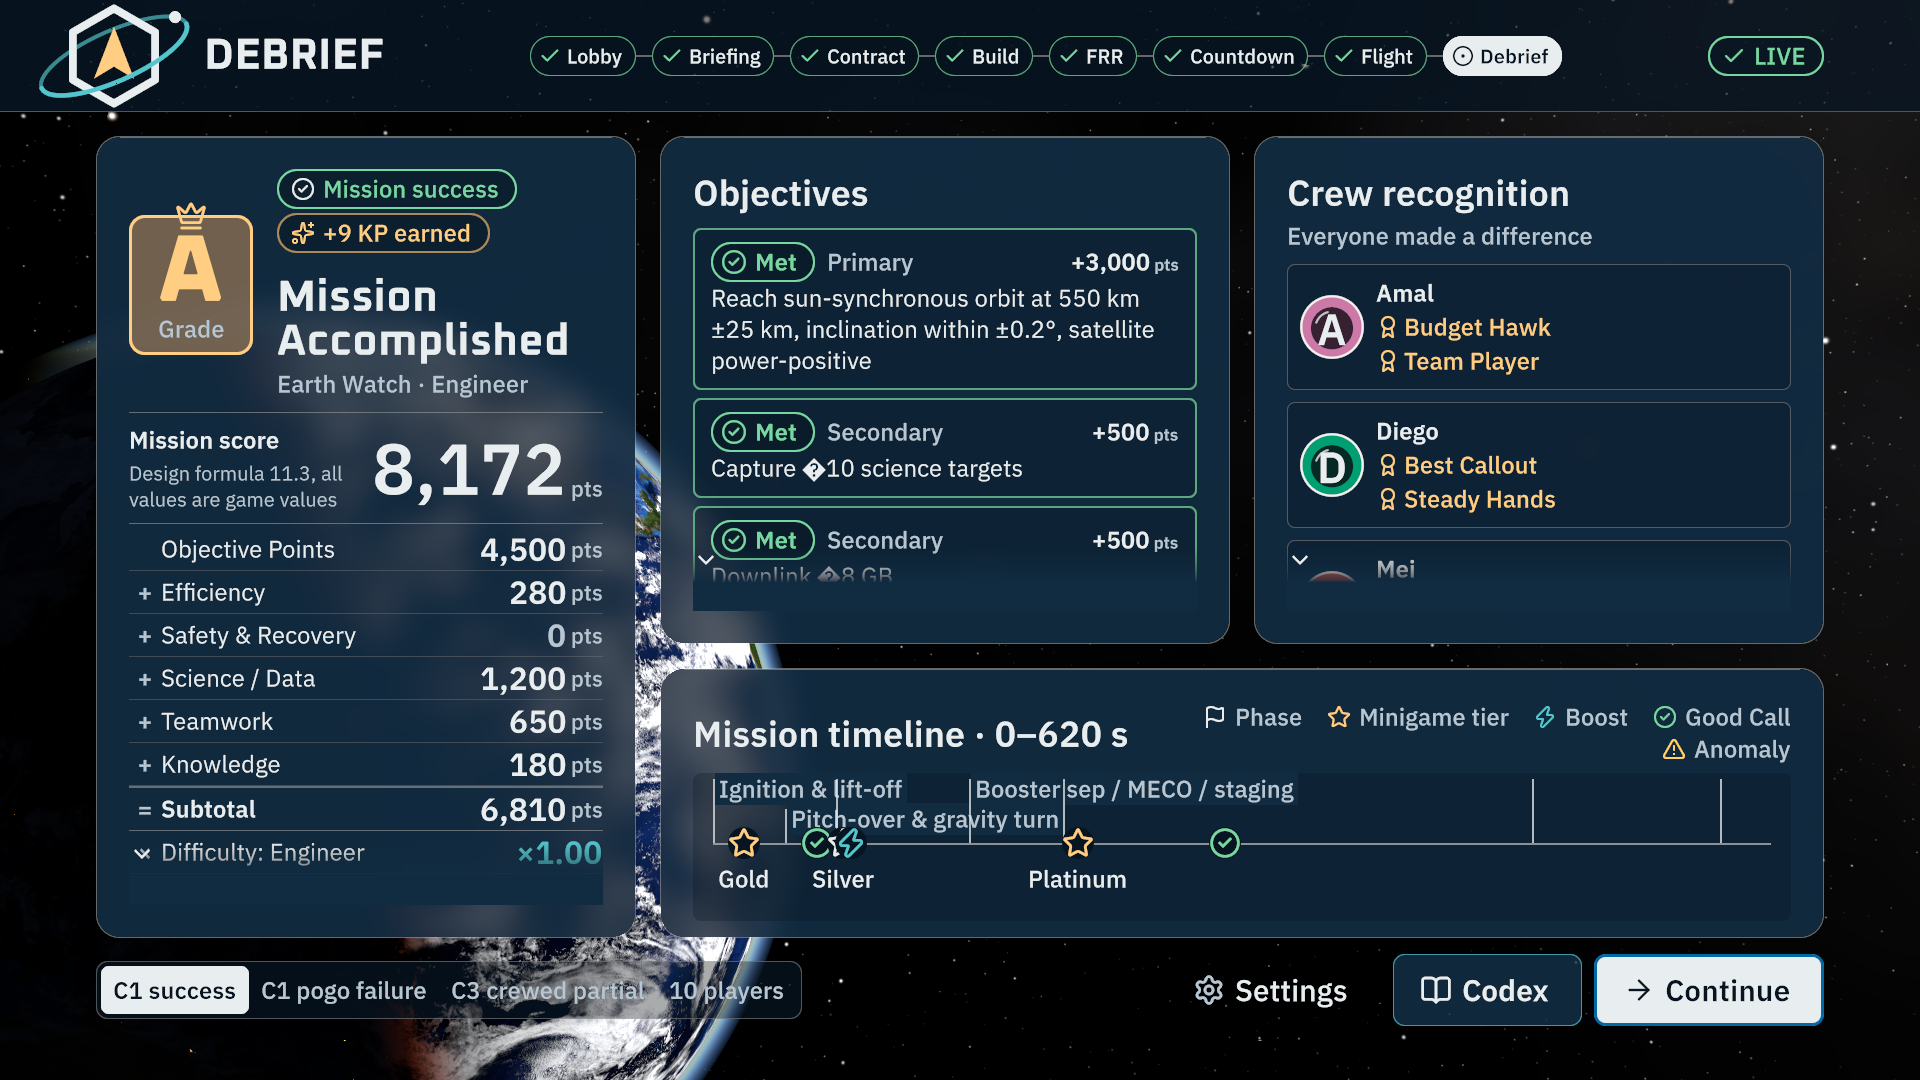 DEBRIEF
Lobby
Briefing
Contract
Build
FRR
Countdown
Flight
Debrief
LIVE
A
Grade
Mission success
+9 KP earned
Mission
Accomplished
Earth Watch · Engineer
Mission score
Design formula 11.3, all
values are game values
8,172 pts
Objective Points 4,500 pts
+ Efficiency 280 pts
+ Safety & Recovery 0 pts
+ Science / Data 1,200 pts
+ Teamwork 650 pts
+ Knowledge 180 pts
= Subtotal 6,810 pts
Difficulty: Engineer ×1.00
Objectives
Met Primary +3,000 pts
Reach sun-synchronous orbit at 550 km
±25 km, inclination within ±0.2°, satellite
power-positive
Met Secondary +500 pts
Capture �10 science targets
Met Secondary +500 pts
Downlink �8 GB
Crew recognition
Everyone made a difference
A
Amal
Budget Hawk
Team Player
D
Diego
Best Callout
Steady Hands
Mei
Mission timeline · 0–620 s
Phase
Minigame tier
Boost
Good Call
Anomaly
Ignition & lift-off
Booster sep / MECO / staging
Pitch-over & gravity turn
Gold
Silver
Platinum
C1 success
C1 pogo failure
C3 crewed partial
10 players
Settings
Codex
Continue